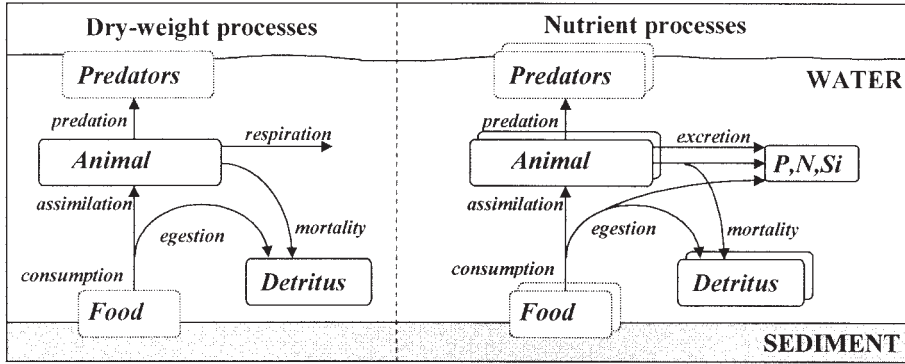 Dry-weight processes
Predators
predation
respiration
Animal
assimilation
egestion
mortality
consumption
Detritus
Food
Nutrient processes
Predators
WATER
predation
excretion
Animal
P,N,Si
assimilation
egestion
mortality
consumption
Detritus
Food
SEDIMENT